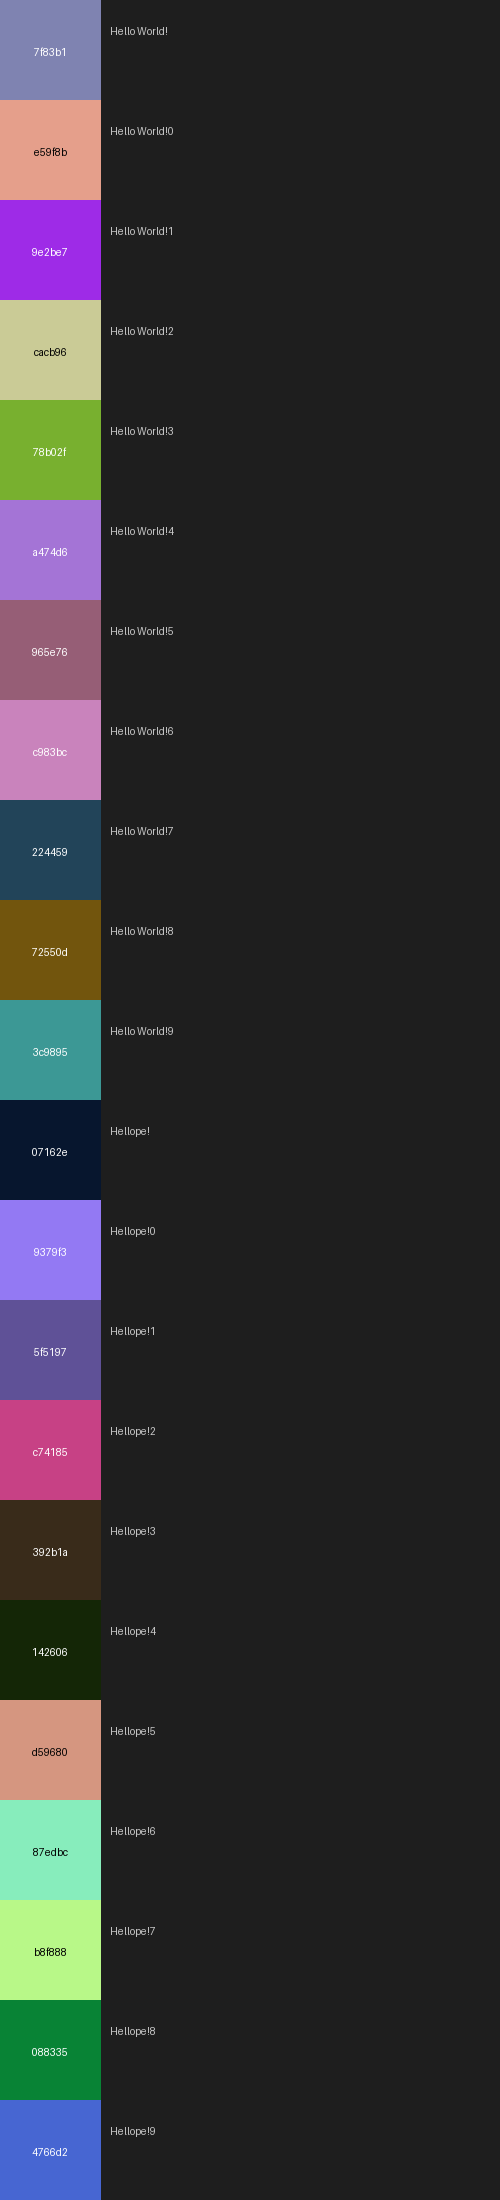 Hello World!
7f83b1
Hello World!0
e59f8b
Hello World!1
9e2be7
Hello World!2
cacb96
Hello World!3
78b02f
Hello World!4
a474d6
Hello World!5
965e76
Hello World!6
c983bc
Hello World!7
224459
Hello World!8
72550d
Hello World!9
3c9895
Hellope!
07162e
Hellope!0
9379f3
Hellope!1
5f5197
Hellope!2
c74185
Hellope!3
392b1a
Hellope!4
142606
Hellope!5
d59680
Hellope!6
87edbc
Hellope!7
b8f888
Hellope!8
088335
Hellope!9
4766d2